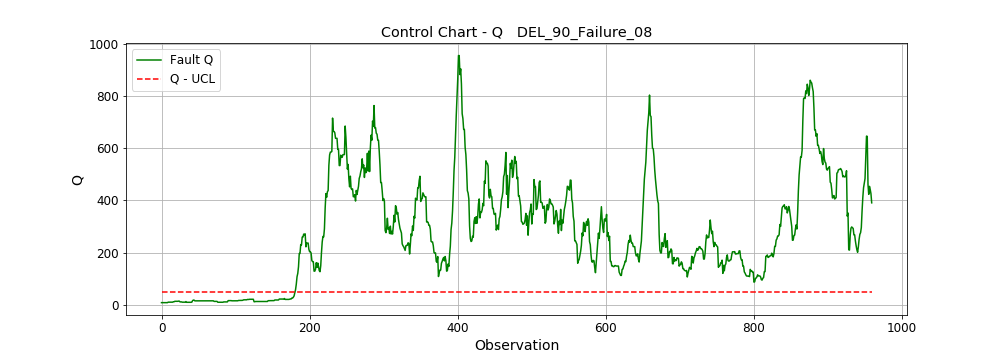 Control Chart - Q   DEL_90_Failure_08
Fault Q
Q - UCL
1000
800
600
400
200
0
Q
0 200 400 600 800 1000
Observation